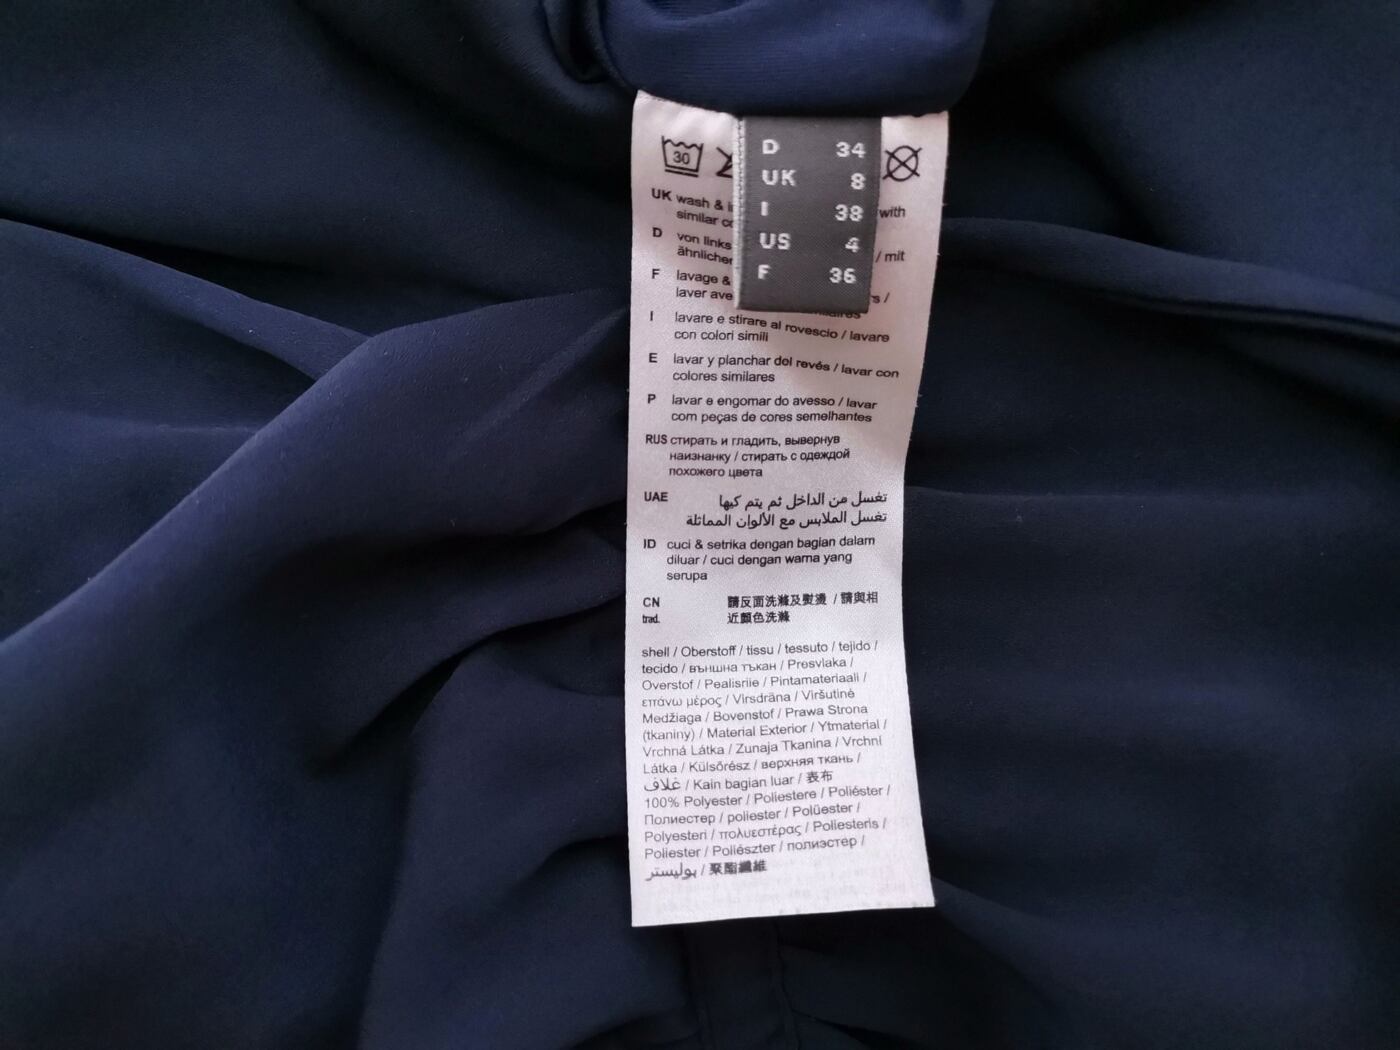 D 34
UK 8
I 38
US 4
F 36
30
UK wash & with
similar
D von links / mit
ähnlichen
F lavage &
laver ave rs /
I lavare e stirare al rovescio / lavare
con colori simili
E lavar y planchar del revés / lavar con
colores similares
P lavar e engomar do avesso / lavar
com peças de cores semelhantes
RUS стирать и гладить, вывернув
наизнанку / стирать с одеждой
похожего цвета
UAE تغسل من الداخل ثم يتم كيها
تغسل الملابس مع الألوان المماثلة
ID cuci & setrika dengan bagian dalam
diluar / cuci dengan warna yang
serupa
CN 請反面洗滌及熨燙 / 請與相
trad. 近顏色洗滌
shell / Oberstoff / tissu / tessuto / tejido /
tecido / външна тъкан / Presvlaka /
Overstof / Pealisriie / Pintamateriaali /
επάνω μέρος / Virsdrāna / Viršutinė
Medžiaga / Bovenstof / Prawa Strona
(tkaniny) / Material Exterior / Ytmaterial /
Vrchná Látka / Zunaja Tkanina / Vrchní
Látka / Külsőrész / верхняя ткань /
غلاف / Kain bagian luar / 表布
100% Polyester / Poliestere / Poliéster /
Полиестер / poliester / Polüester /
Polyesteri / πολυεστέρας / Poliesteris /
Poliester / Poliészter / полиэстер /
بوليستر / 聚酯纖維